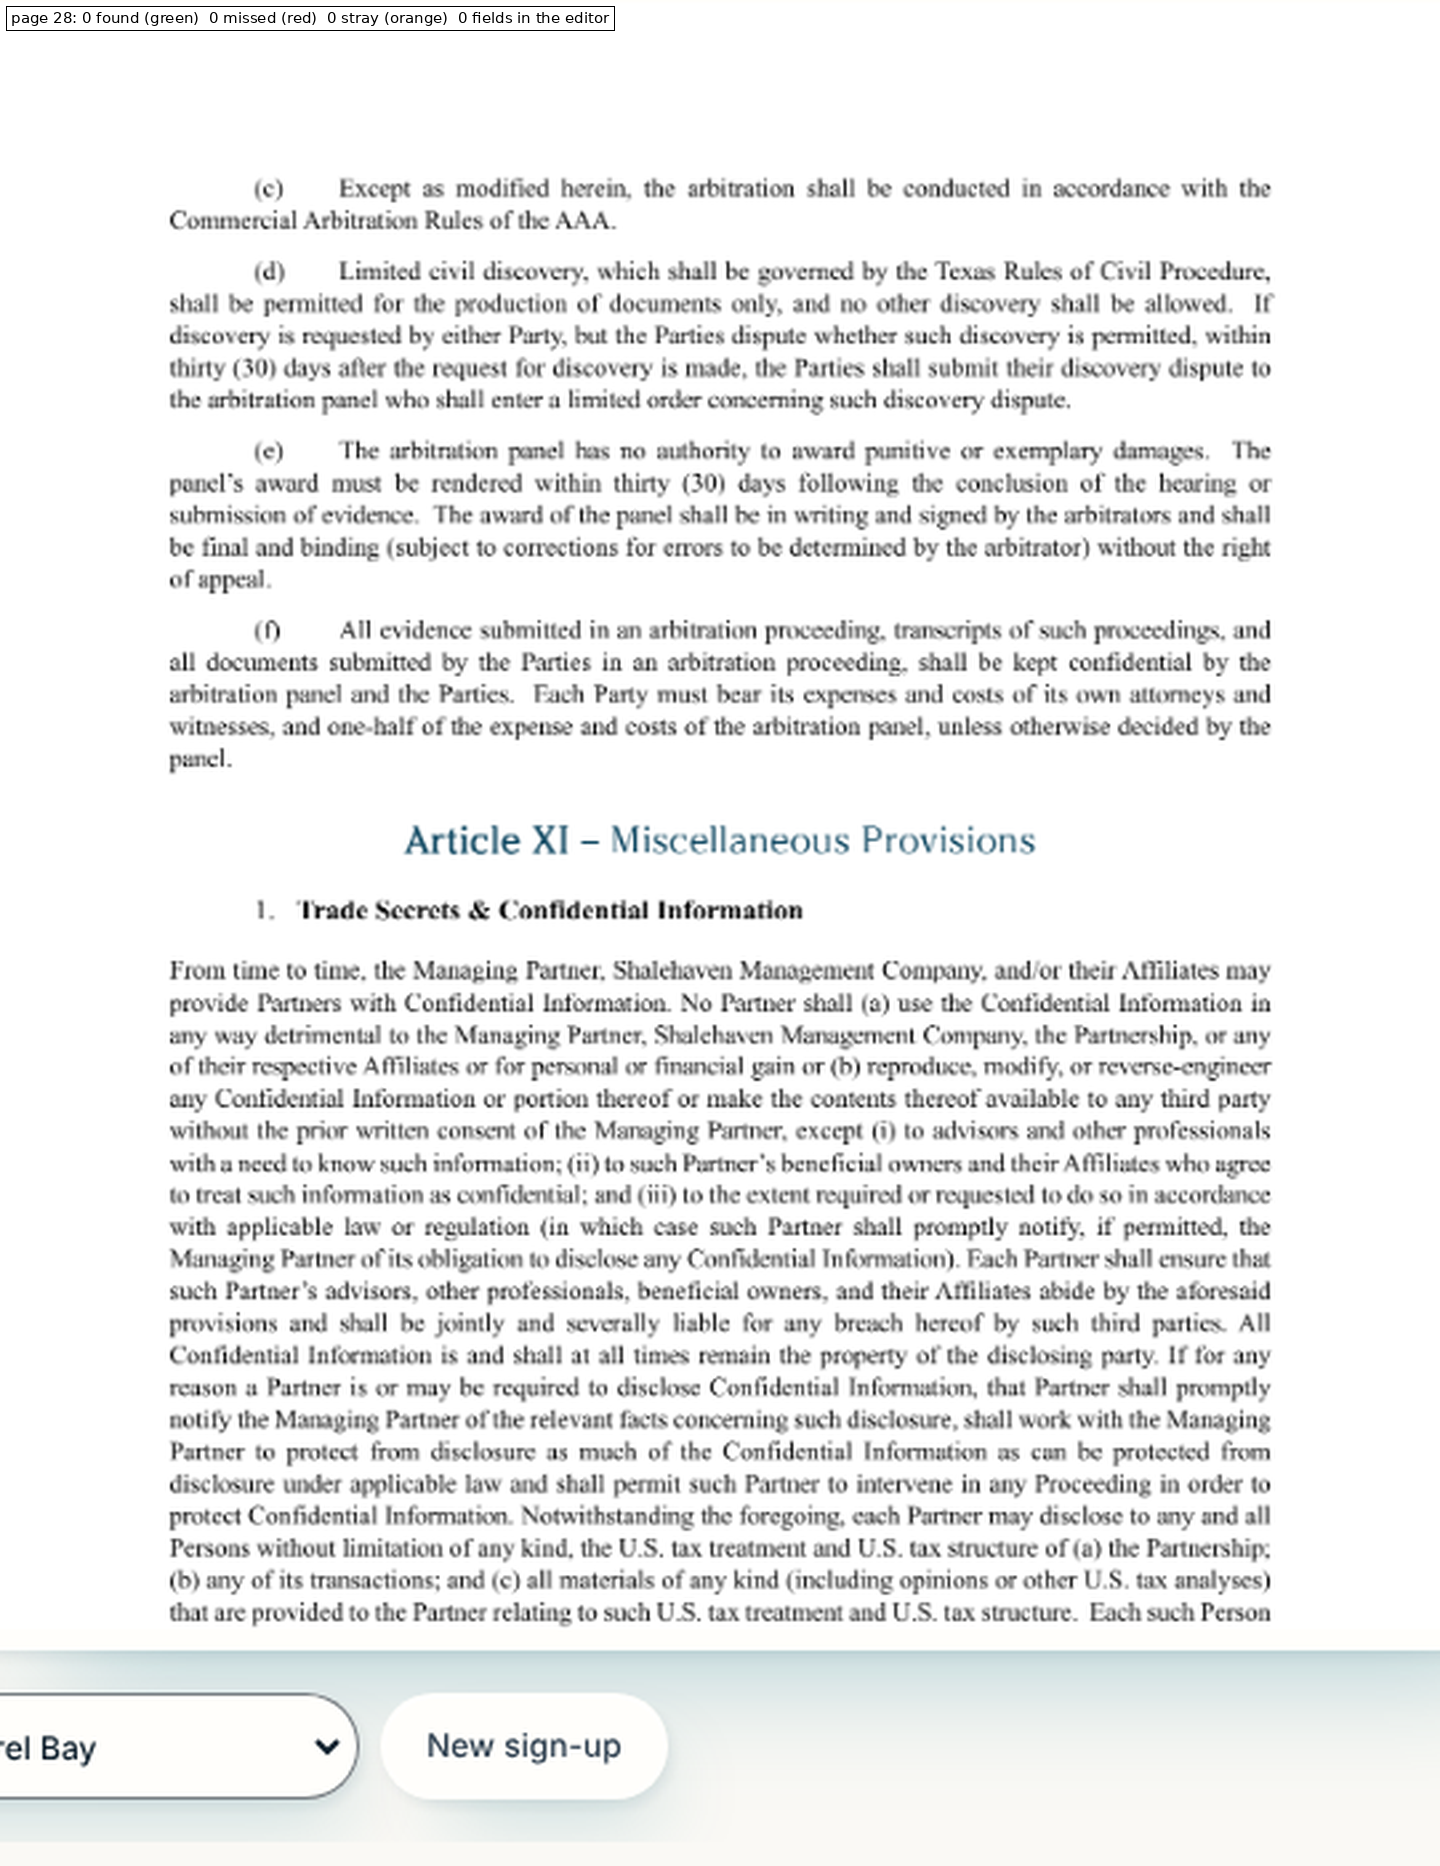 page 28: 0 found (green)  0 missed (red)  0 stray (orange)  0 fields in the editor
(c) Except as modified herein, the arbitration shall be conducted in accordance with the
Commercial Arbitration Rules of the AAA.
(d) Limited civil discovery, which shall be governed by the Texas Rules of Civil Procedure,
shall be permitted for the production of documents only, and no other discovery shall be allowed.  If
discovery is requested by either Party, but the Parties dispute whether such discovery is permitted, within
thirty (30) days after the request for discovery is made, the Parties shall submit their discovery dispute to
the arbitration panel who shall enter a limited order concerning such discovery dispute.
(e) The arbitration panel has no authority to award punitive or exemplary damages.  The
panel's award must be rendered within thirty (30) days following the conclusion of the hearing or
submission of evidence.  The award of the panel shall be in writing and signed by the arbitrators and shall
be final and binding (subject to corrections for errors to be determined by the arbitrator) without the right
of appeal.
(f) All evidence submitted in an arbitration proceeding, transcripts of such proceedings, and
all documents submitted by the Parties in an arbitration proceeding, shall be kept confidential by the
arbitration panel and the Parties.  Each Party must bear its expenses and costs of its own attorneys and
witnesses, and one-half of the expense and costs of the arbitration panel, unless otherwise decided by the
panel.
Article XI – Miscellaneous Provisions
1. Trade Secrets & Confidential Information
From time to time, the Managing Partner, Shalehaven Management Company, and/or their Affiliates may
provide Partners with Confidential Information. No Partner shall (a) use the Confidential Information in
any way detrimental to the Managing Partner, Shalehaven Management Company, the Partnership, or any
of their respective Affiliates or for personal or financial gain or (b) reproduce, modify, or reverse-engineer
any Confidential Information or portion thereof or make the contents thereof available to any third party
without the prior written consent of the Managing Partner, except (i) to advisors and other professionals
with a need to know such information; (ii) to such Partner's beneficial owners and their Affiliates who agree
to treat such information as confidential; and (iii) to the extent required or requested to do so in accordance
with applicable law or regulation (in which case such Partner shall promptly notify, if permitted, the
Managing Partner of its obligation to disclose any Confidential Information). Each Partner shall ensure that
such Partner's advisors, other professionals, beneficial owners, and their Affiliates abide by the aforesaid
provisions and shall be jointly and severally liable for any breach hereof by such third parties. All
Confidential Information is and shall at all times remain the property of the disclosing party. If for any
reason a Partner is or may be required to disclose Confidential Information, that Partner shall promptly
notify the Managing Partner of the relevant facts concerning such disclosure, shall work with the Managing
Partner to protect from disclosure as much of the Confidential Information as can be protected from
disclosure under applicable law and shall permit such Partner to intervene in any Proceeding in order to
protect Confidential Information. Notwithstanding the foregoing, each Partner may disclose to any and all
Persons without limitation of any kind, the U.S. tax treatment and U.S. tax structure of (a) the Partnership;
(b) any of its transactions; and (c) all materials of any kind (including opinions or other U.S. tax analyses)
that are provided to the Partner relating to such U.S. tax treatment and U.S. tax structure.  Each such Person
rel Bay
New sign-up